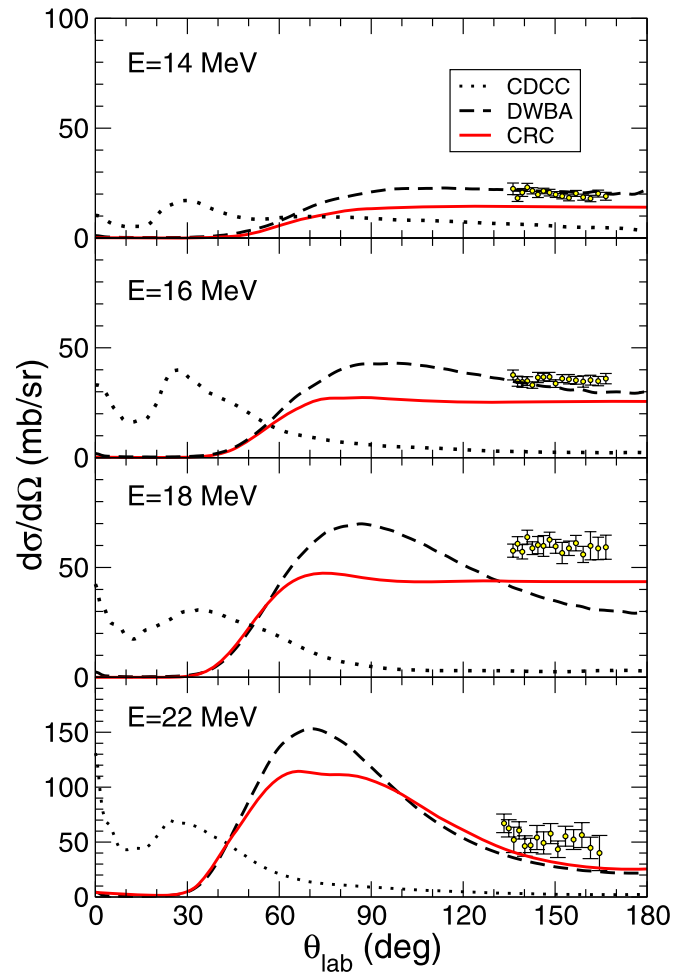 100
E=14 MeV
CDCC
DWBA
CRC
50
0
E=16 MeV
50
0
E=18 MeV
50
0
E=22 MeV
150
100
50
0
0 30 60 90 120 150 180
θlab (deg)
dσ/dΩ (mb/sr)